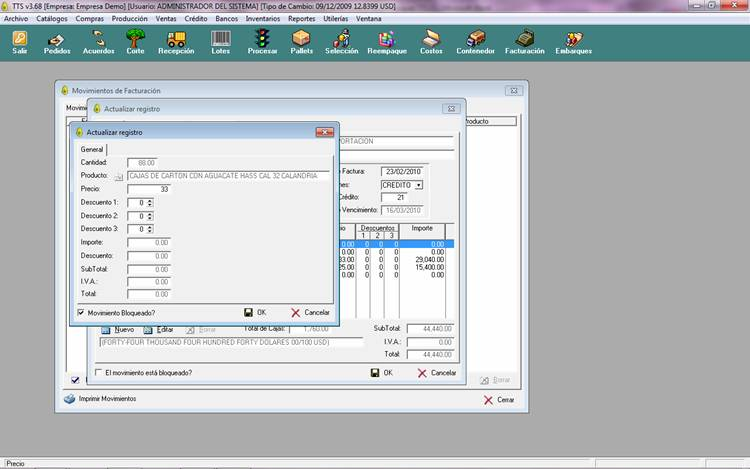 TTS v3.68 [Empresa: Empresa Demo] [Usuario: ADMINISTRADOR DEL SISTEMA] [Tipo de Cambio: 09/12/2009 12.8399 USD]
Archivo Catálogos Compras Producción Ventas Crédito Bancos Inventarios Reportes Utilerías Ventana
Salir Pedidos Acuerdos Corte Recepción Lotes Procesar Pallets Selección Reempaque Costos Contenedor Facturación Embarques
Movimientos de Facturación
Movim
Actualizar registro
Producto
Actualizar registro
PORTACION
General
Cantidad: 88.00
Producto: CAJAS DE CARTON CON AGUACATE HASS CAL 32 CALANDRIA
Precio: 33
Descuento 1: 0
Descuento 2: 0
Descuento 3: 0
Importe: 0.00
Descuento: 0.00
SubTotal: 0.00
I.V.A.: 0.00
Total: 0.00
Movimiento Bloqueado? OK Cancelar
Factura: 23/02/2010
nes: CREDITO
Crédito: 21
Vencimiento: 16/03/2010
io Descuentos Importe
1 2 3
0.00 0 0 0 0.00
0.00 0 0 0 0.00
33.00 0 0 0 29,040.00
25.00 0 0 0 15,400.00
0.00 0 0 0 0.00
Nuevo Editar Borrar Total de Cajas: 1,760.00 SubTotal: 44,440.00
(FORTY-FOUR THOUSAND FOUR HUNDRED FORTY DOLARES 00/100 USD) I.V.A.: 0.00
Total: 44,440.00
El movimiento está bloqueado? OK Cancelar
Borrar
Imprimir Movimientos Cerrar
Precio